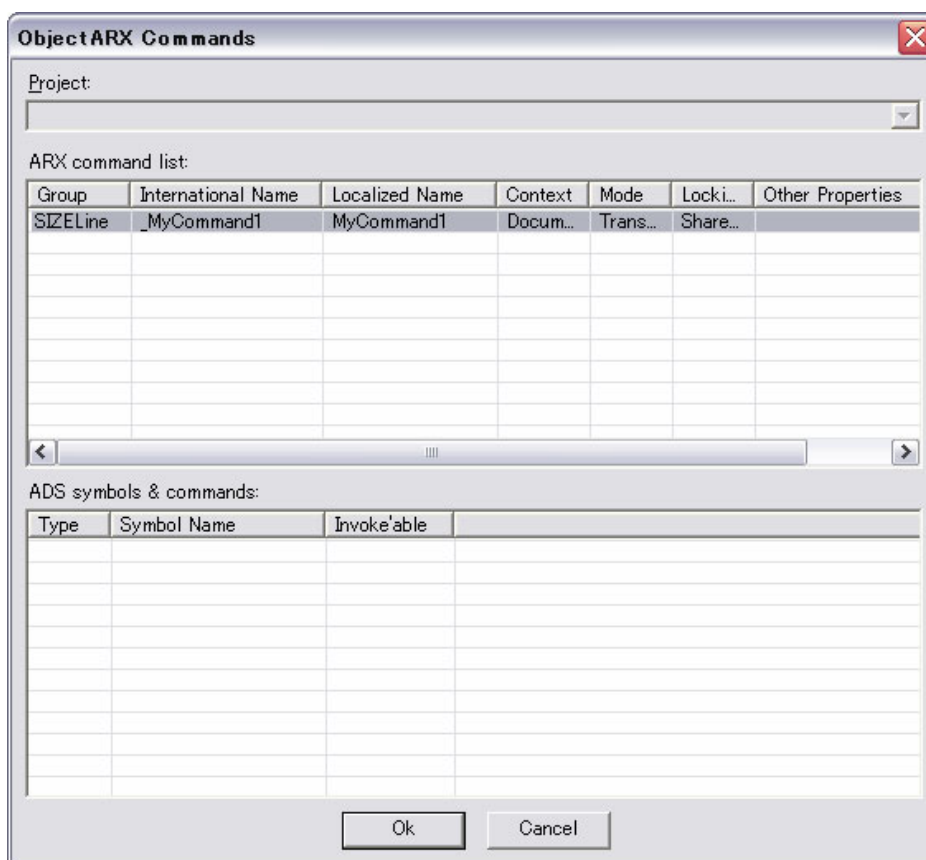 ObjectARX Commands
Project:
ARX command list:
Group International Name Localized Name Context Mode Locki... Other Properties
SIZELine _MyCommand1 MyCommand1 Docum... Trans... Share...
ADS symbols & commands:
Type Symbol Name Invoke'able
Ok Cancel